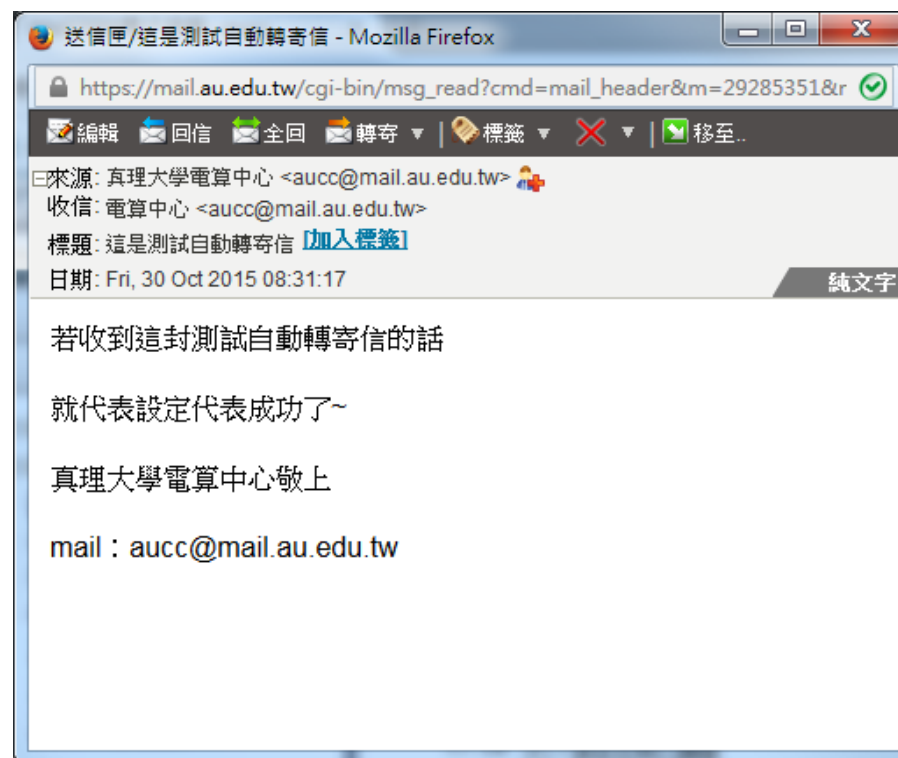 送信匣/這是測試自動轉寄信 - Mozilla Firefox
https://mail.au.edu.tw/cgi-bin/msg_read?cmd=mail_header&m=29285351&r
編輯 回信 全回 轉寄 ▼ | 標籤 ▼ ▼ | 移至..
來源: 真理大學電算中心 <aucc@mail.au.edu.tw>
收信: 電算中心 <aucc@mail.au.edu.tw>
標題: 這是測試自動轉寄信 [加入標籤]
日期: Fri, 30 Oct 2015 08:31:17
純文字
若收到這封測試自動轉寄信的話
就代表設定代表成功了~
真理大學電算中心敬上
mail：aucc@mail.au.edu.tw